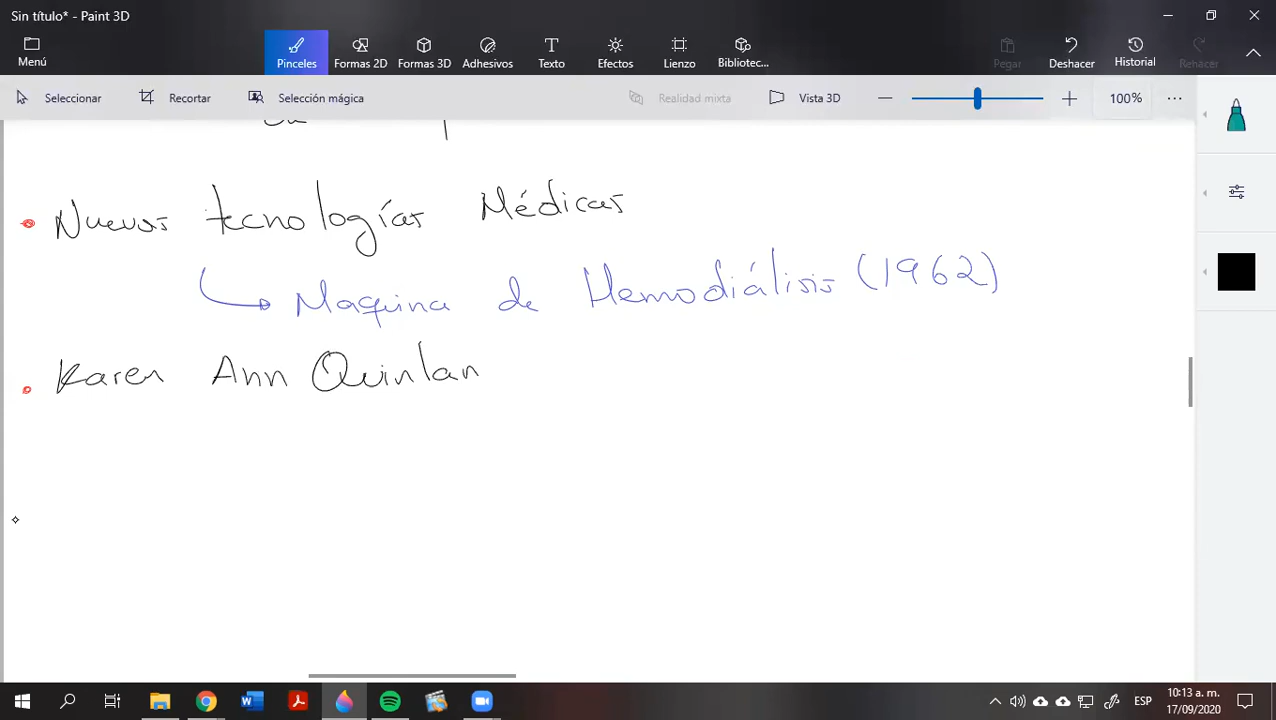 Sin título* - Paint 3D
Menú
Pinceles
Formas 2D
Formas 3D
Adhesivos
Texto
Efectos
Lienzo
Bibliotec...
Pegar
Deshacer
Historial
Rehacer
Seleccionar
Recortar
Selección mágica
Realidad mixta
Vista 3D
100%
Nuevas tecnologías Médicas
Maquina de Hemodiálisis (1962)
Karen Ann Quinlan
ESP
10:13 a. m.
17/09/2020